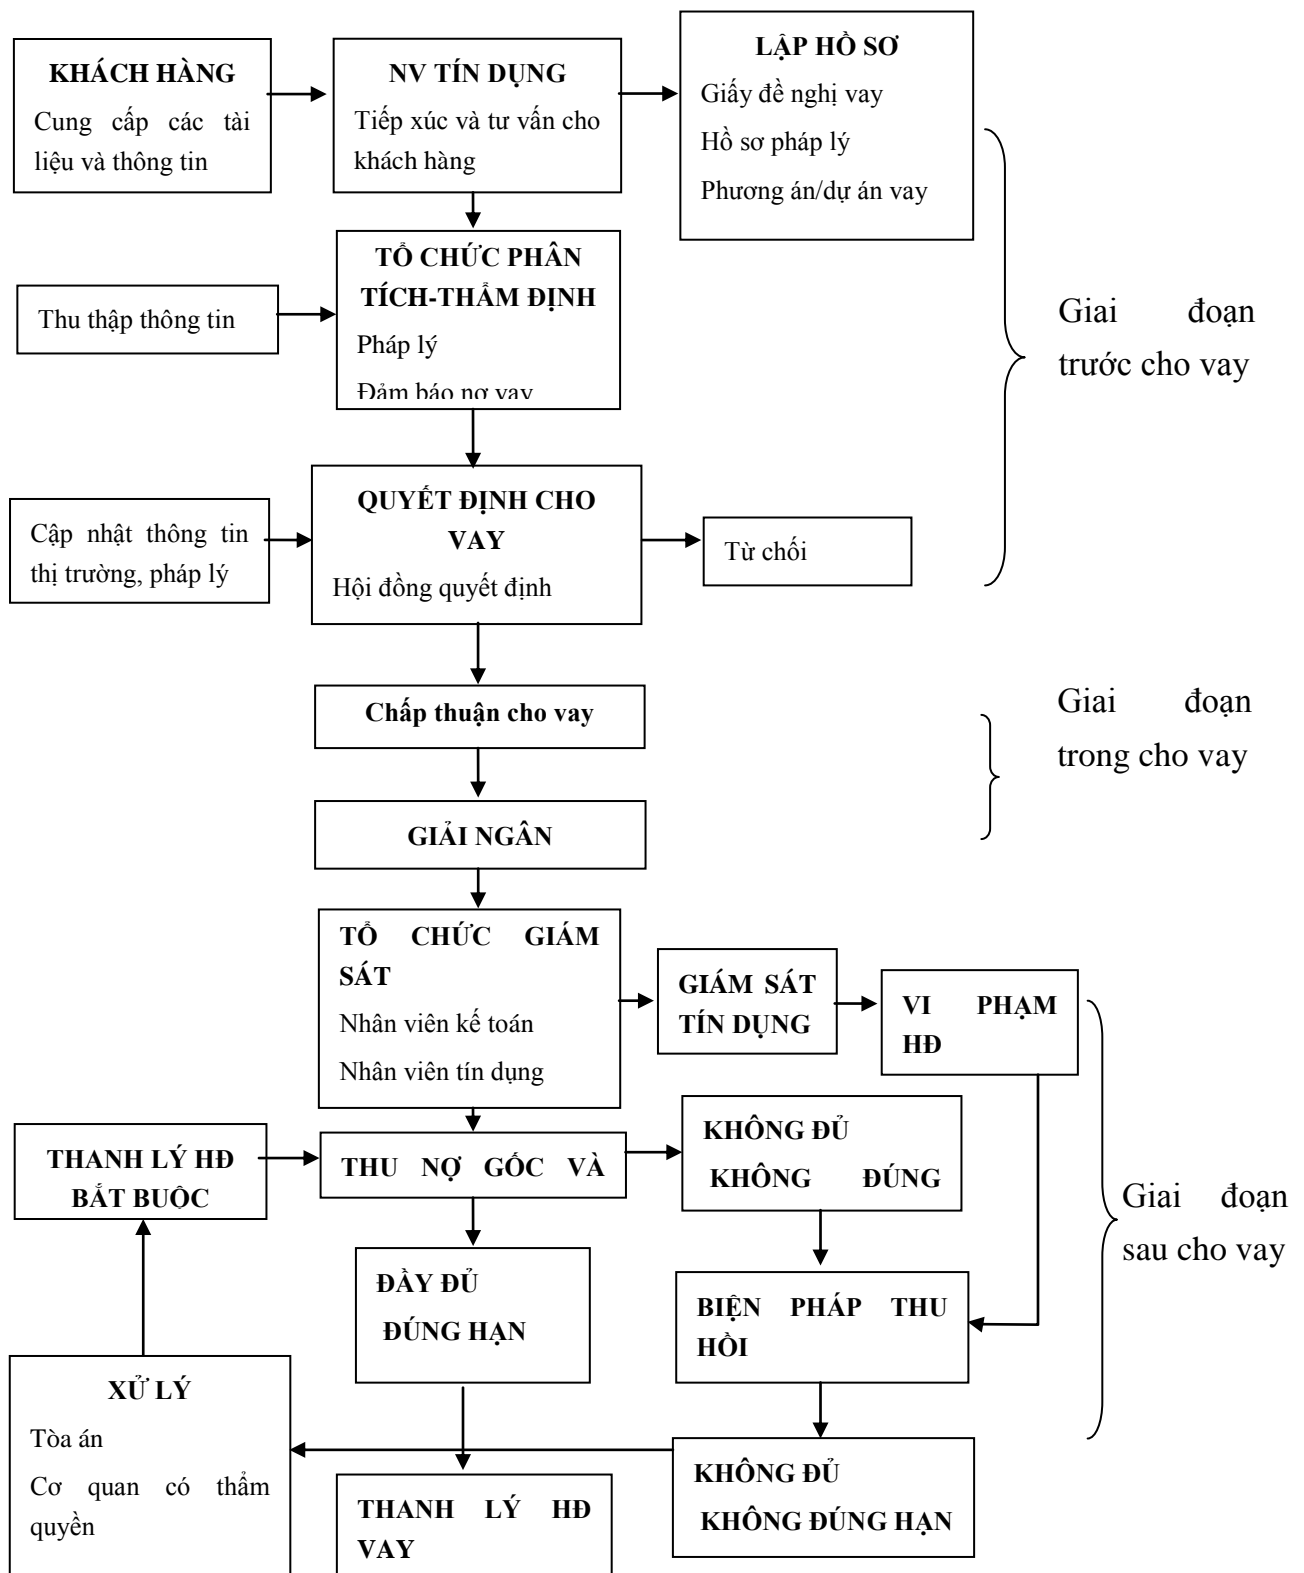 KHÁCH HÀNG
Cung cấp các tài
liệu và thông tin
NV TÍN DỤNG
Tiếp xúc và tư vấn cho
khách hàng
LẬP HỒ SƠ
Giấy đề nghị vay
Hồ sơ pháp lý
Phương án/dự án vay
TỔ CHỨC PHÂN
TÍCH-THẨM ĐỊNH
Pháp lý
Đảm bảo nợ vay
Thu thập thông tin
Giai đoạn
trước cho vay
QUYẾT ĐỊNH CHO
VAY
Hội đồng quyết định
Cập nhật thông tin
thị trường, pháp lý
Từ chối
Chấp thuận cho vay
Giai đoạn
trong cho vay
GIẢI NGÂN
TỔ CHỨC GIÁM
SÁT
Nhân viên kế toán
Nhân viên tín dụng
GIÁM SÁT
TÍN DỤNG
VI PHẠM
HĐ
THANH LÝ HĐ
BẮT BUỘC
THU NỢ GỐC VÀ
KHÔNG ĐỦ
KHÔNG ĐÚNG
Giai đoạn
sau cho vay
ĐẦY ĐỦ
ĐÚNG HẠN
BIỆN PHÁP THU
HỒI
XỬ LÝ
Tòa án
Cơ quan có thẩm
quyền
THANH LÝ HĐ
VAY
KHÔNG ĐỦ
KHÔNG ĐÚNG HẠN